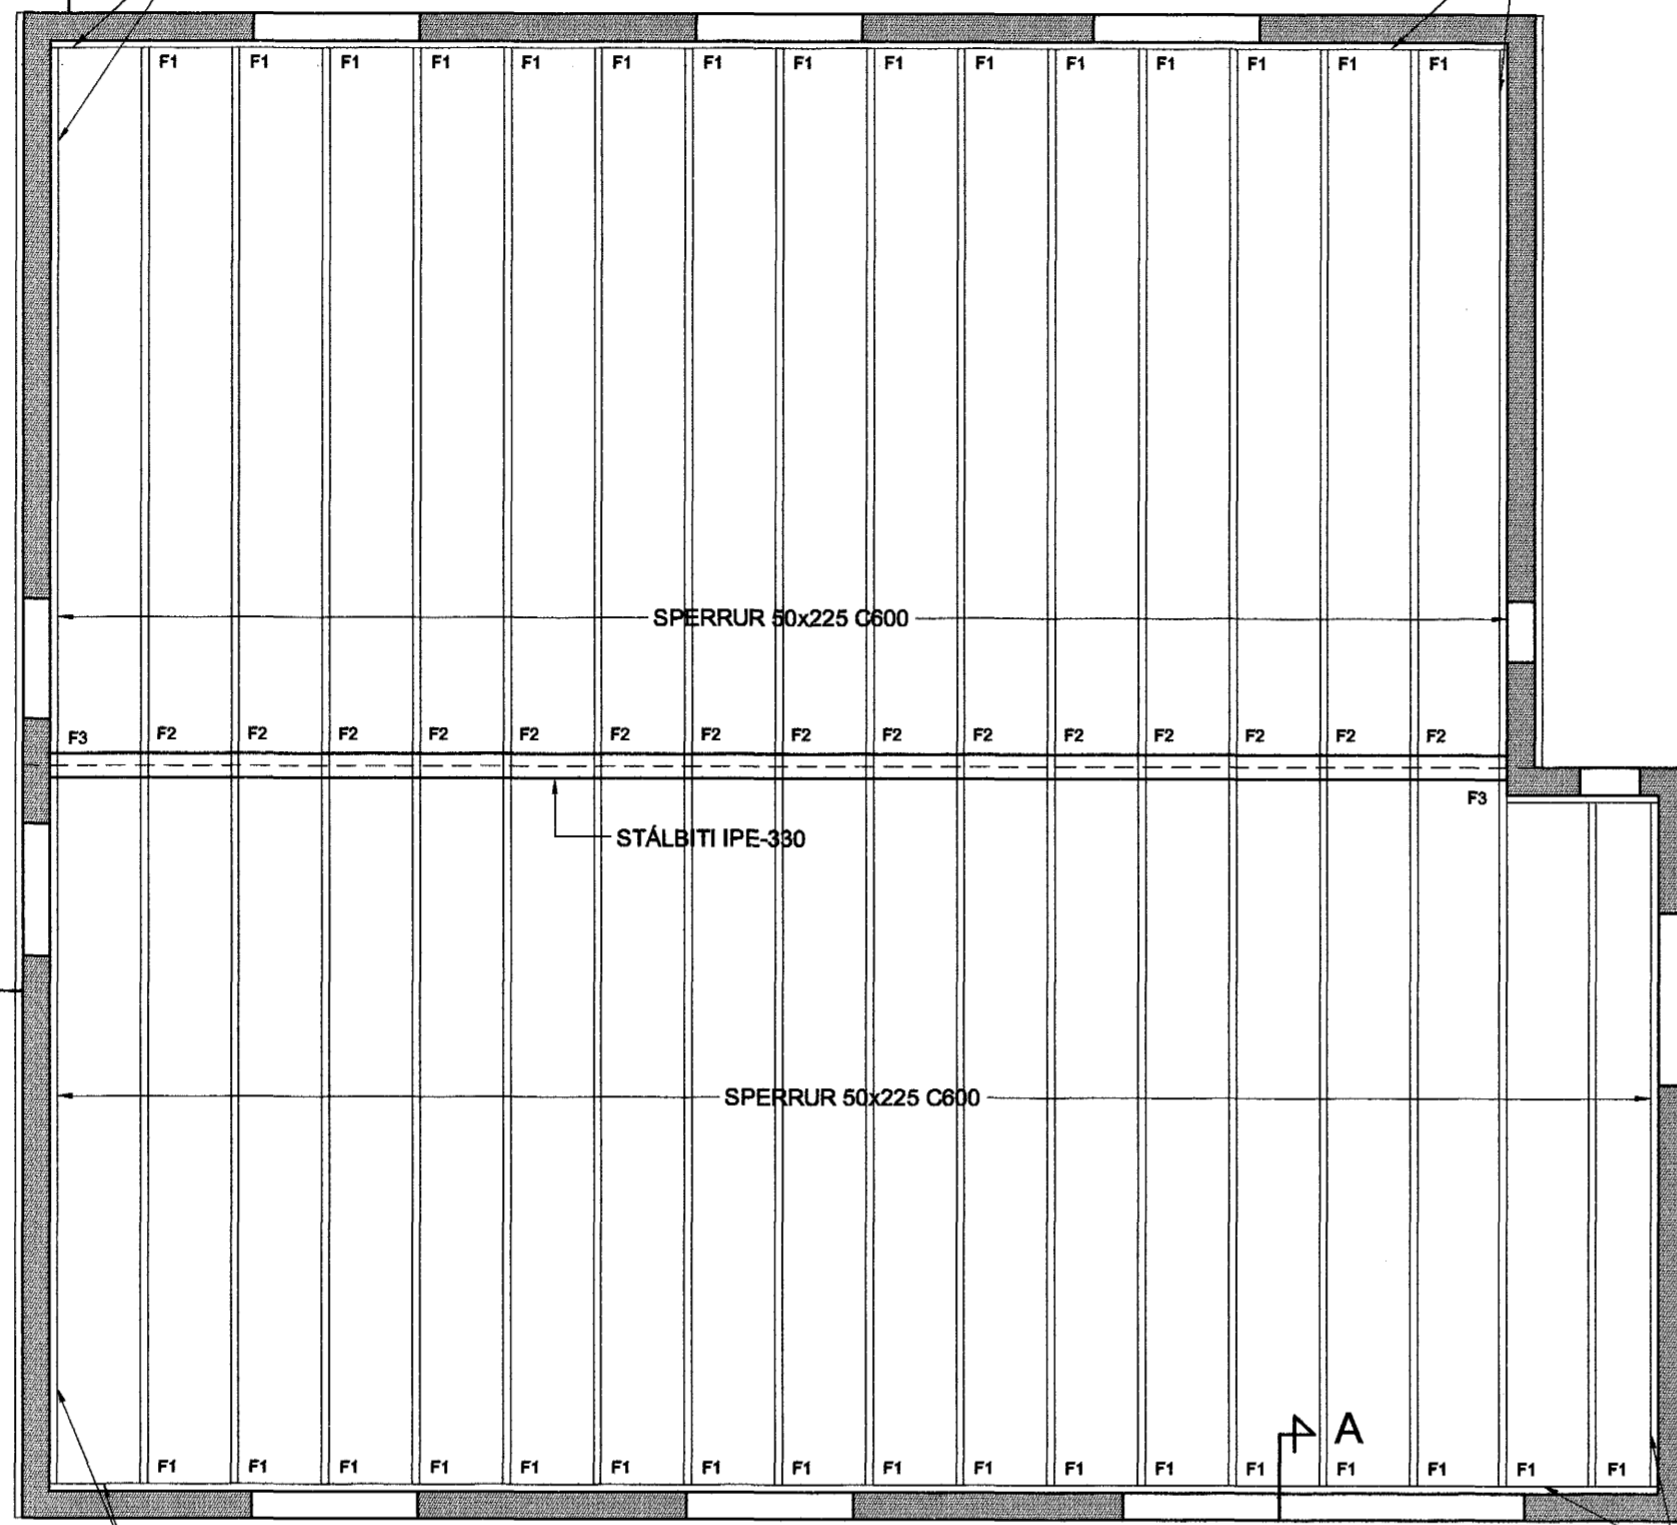 F1 F1 F1 F1 F1 F1 F1 F1 F1 F1 F1 F1 F1 F1 F1
SPERRUR 50x225 C600
F3 F2 F2 F2 F2 F2 F2 F2 F2 F2 F2 F2 F2 F2 F2 F2
F3
STÁLBITI IPE-330
SPERRUR 50x225 C600
A
F1 F1 F1 F1 F1 F1 F1 F1 F1 F1 F1 F1 F1 F1 F1 F1 F1